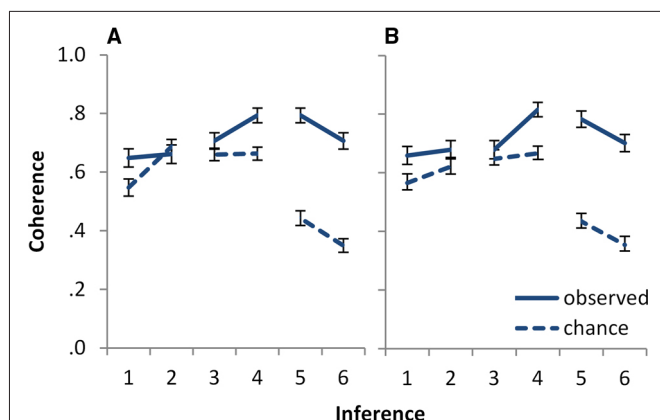 A B
1.0
.8
.6
.4
.2
.0
Coherence
observed
chance
1 2 3 4 5 6 1 2 3 4 5 6
Inference